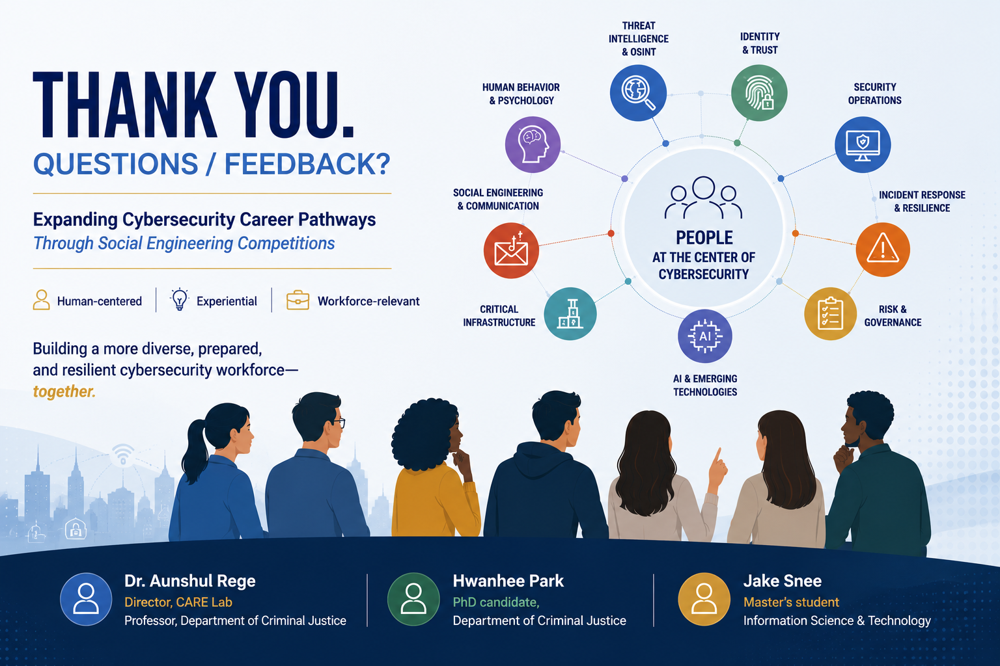 THANK YOU.
QUESTIONS / FEEDBACK?
Expanding Cybersecurity Career Pathways
Through Social Engineering Competitions
Human-centered
Experiential
Workforce-relevant
Building a more diverse, prepared,
and resilient cybersecurity workforce—
together.
THREAT
INTELLIGENCE
& OSINT
IDENTITY
& TRUST
HUMAN BEHAVIOR
& PSYCHOLOGY
SECURITY
OPERATIONS
SOCIAL ENGINEERING
& COMMUNICATION
INCIDENT RESPONSE
& RESILIENCE
PEOPLE
AT THE CENTER OF
CYBERSECURITY
CRITICAL
INFRASTRUCTURE
RISK &
GOVERNANCE
AI
AI & EMERGING
TECHNOLOGIES
Dr. Aunshul Rege
Director, CARE Lab
Professor, Department of Criminal Justice
Hwanhee Park
PhD candidate,
Department of Criminal Justice
Jake Snee
Master's student
Information Science & Technology